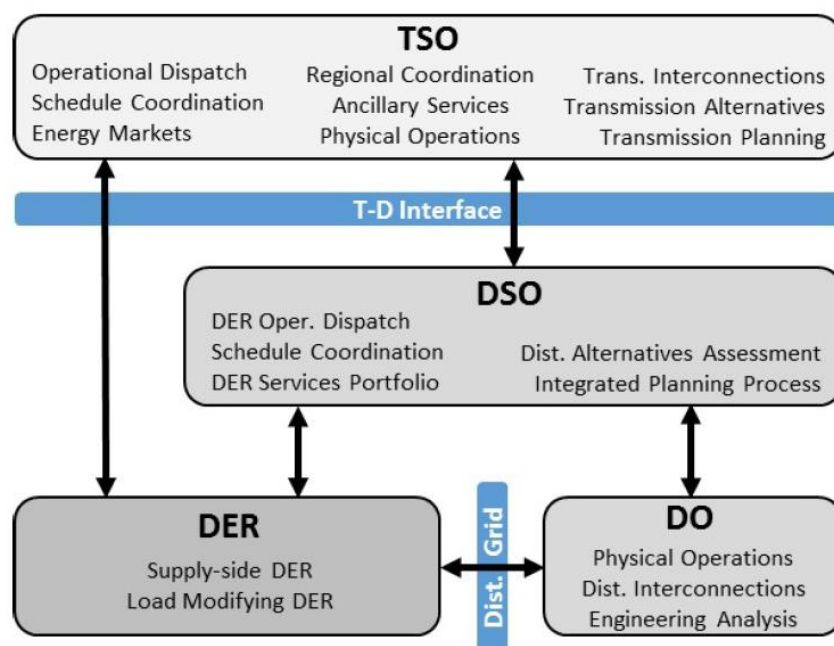 TSO
Operational Dispatch
Schedule Coordination
Energy Markets
Regional Coordination
Ancillary Services
Physical Operations
Trans. Interconnections
Transmission Alternatives
Transmission Planning
T-D Interface
DSO
DER Oper. Dispatch
Schedule Coordination
DER Services Portfolio
Dist. Alternatives Assessment
Integrated Planning Process
DER
Supply-side DER
Load Modifying DER
Dist. Grid
DO
Physical Operations
Dist. Interconnections
Engineering Analysis